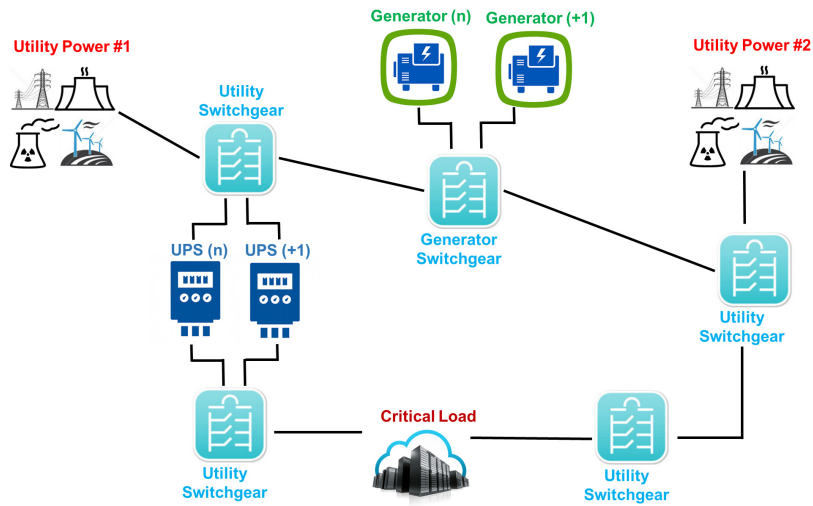 Generator (n)
Generator (+1)
Utility Power #1
Utility Power #2
Utility
Switchgear
Generator
Switchgear
UPS (n)
UPS (+1)
Utility
Switchgear
Critical Load
Utility
Switchgear
Utility
Switchgear